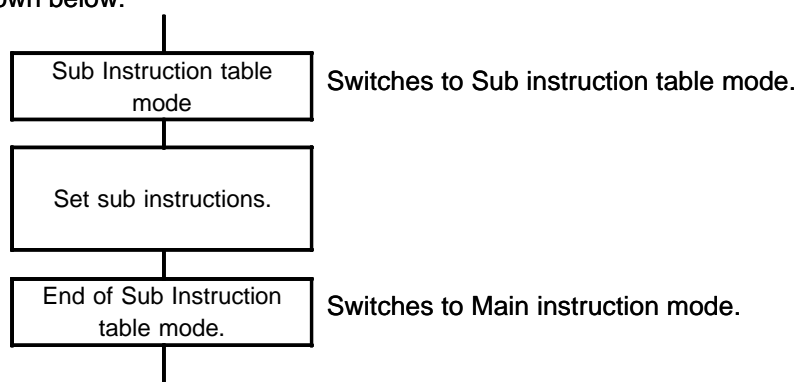 below.
Sub Instruction table
mode
Switches to Sub instruction table mode.
Set sub instructions.
End of Sub Instruction
table mode.
Switches to Main instruction mode.